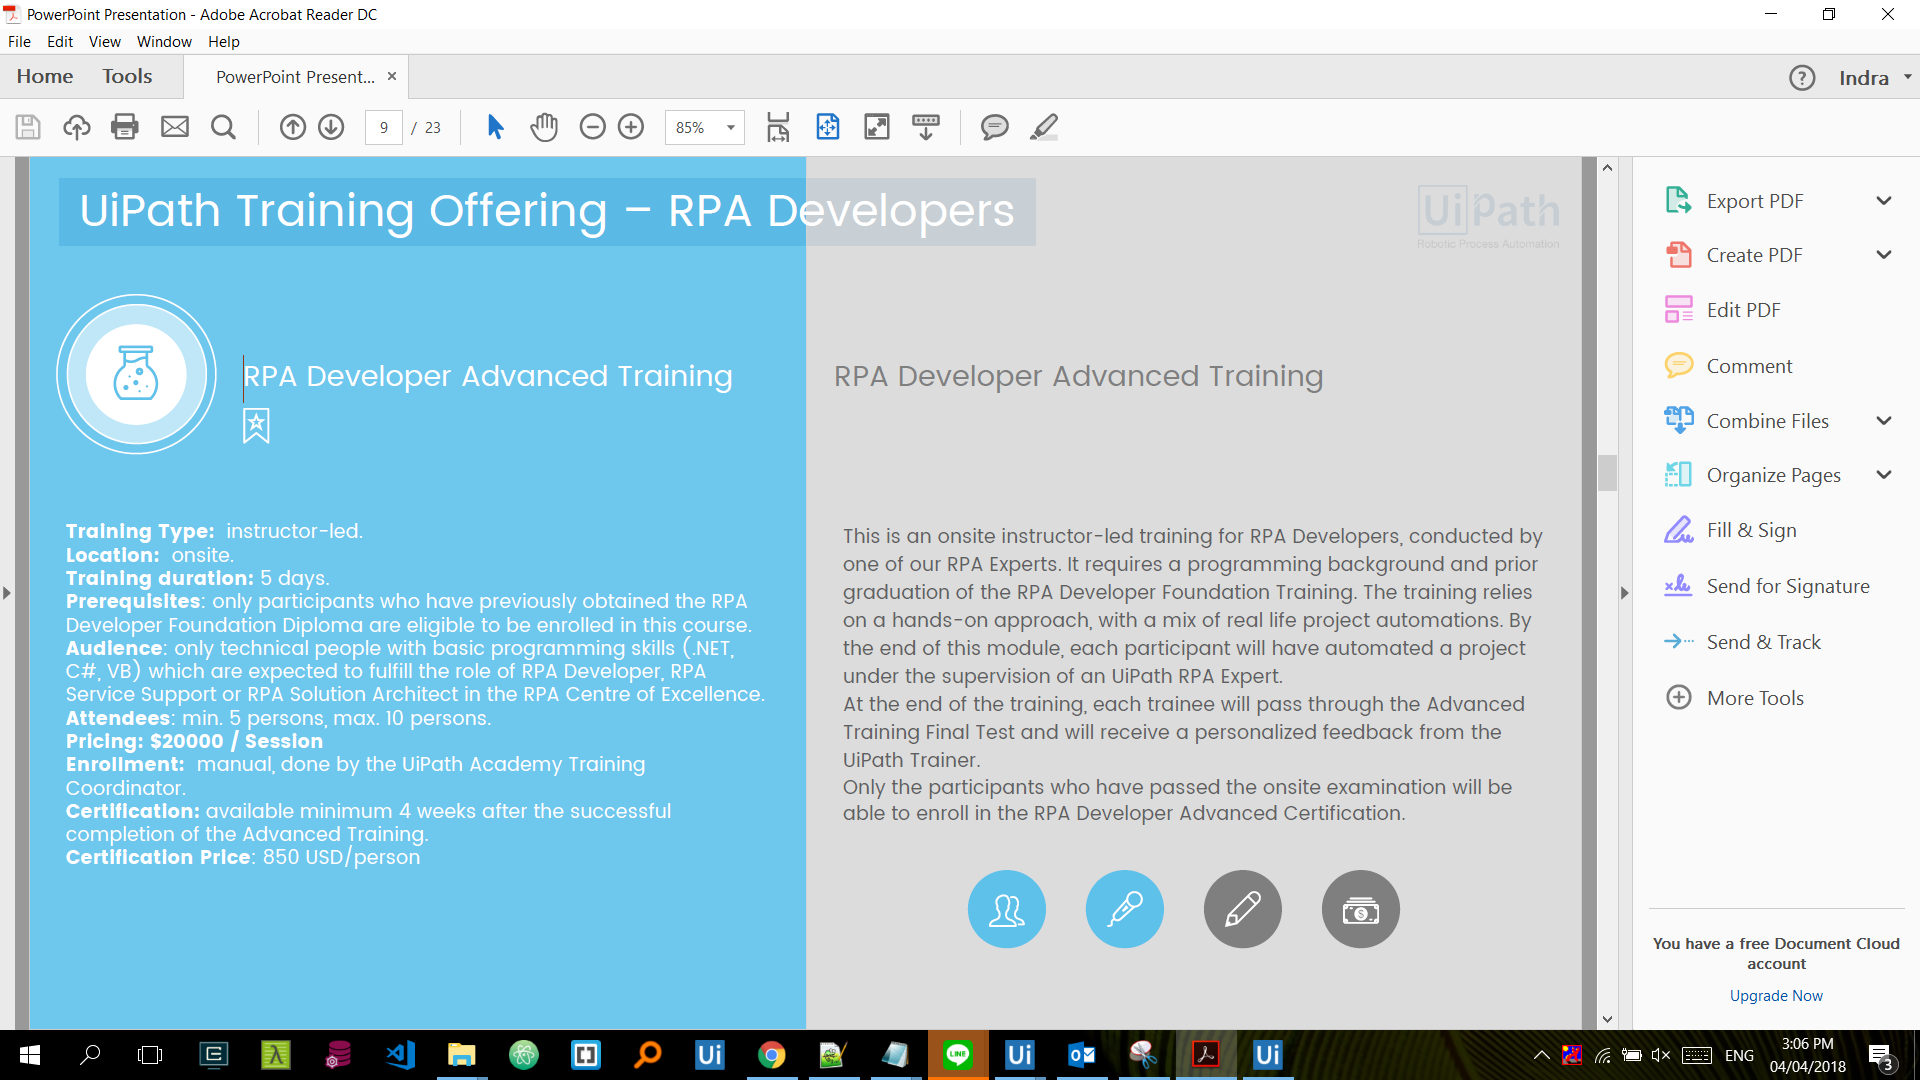 PowerPoint Presentation - Adobe Acrobat Reader DC
File Edit View Window Help
Home Tools PowerPoint Present... ×
? Indra
9 / 23 85%
UiPath Training Offering – RPA Developers
UiPath
Robotic Process Automation
RPA Developer Advanced Training
Training Type: instructor-led.
Location: onsite.
Training duration: 5 days.
Prerequisites: only participants who have previously obtained the RPA
Developer Foundation Diploma are eligible to be enrolled in this course.
Audience: only technical people with basic programming skills (.NET,
C#, VB) which are expected to fulfill the role of RPA Developer, RPA
Service Support or RPA Solution Architect in the RPA Centre of Excellence.
Attendees: min. 5 persons, max. 10 persons.
Pricing: $20000 / Session
Enrollment: manual, done by the UiPath Academy Training
Coordinator.
Certification: available minimum 4 weeks after the successful
completion of the Advanced Training.
Certification Price: 850 USD/person
RPA Developer Advanced Training
This is an onsite instructor-led training for RPA Developers, conducted by
one of our RPA Experts. It requires a programming background and prior
graduation of the RPA Developer Foundation Training. The training relies
on a hands-on approach, with a mix of real life project automations. By
the end of this module, each participant will have automated a project
under the supervision of an UiPath RPA Expert.
At the end of the training, each trainee will pass through the Advanced
Training Final Test and will receive a personalized feedback from the
UiPath Trainer.
Only the participants who have passed the onsite examination will be
able to enroll in the RPA Developer Advanced Certification.
Export PDF
Create PDF
Edit PDF
Comment
Combine Files
Organize Pages
Fill & Sign
Send for Signature
Send & Track
More Tools
You have a free Document Cloud
account
Upgrade Now
Ui
LINE
Ui
Ui
ENG
3:06 PM
04/04/2018
3